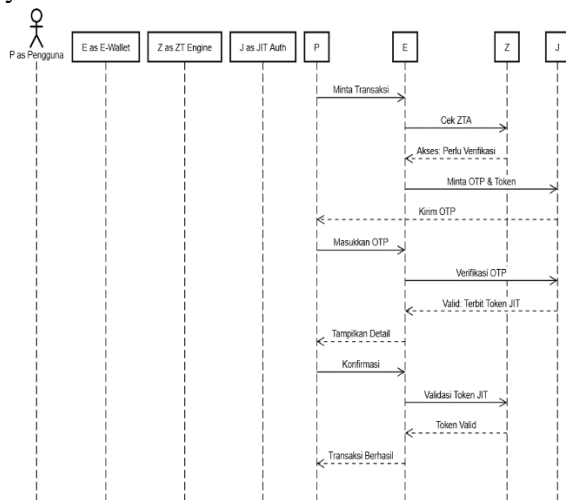 P as Pengguna
E as E-Wallet
Z as ZT Engine
J as JIT Auth
P
E
Z
J
Minta Transaksi
Cek ZTA
Akses: Perlu Verifikasi
Minta OTP & Token
Kirim OTP
Masukkan OTP
Verifikasi OTP
Valid: Terbit Token JIT
Tampilkan Detail
Konfirmasi
Validasi Token JIT
Token Valid
Transaksi Berhasil